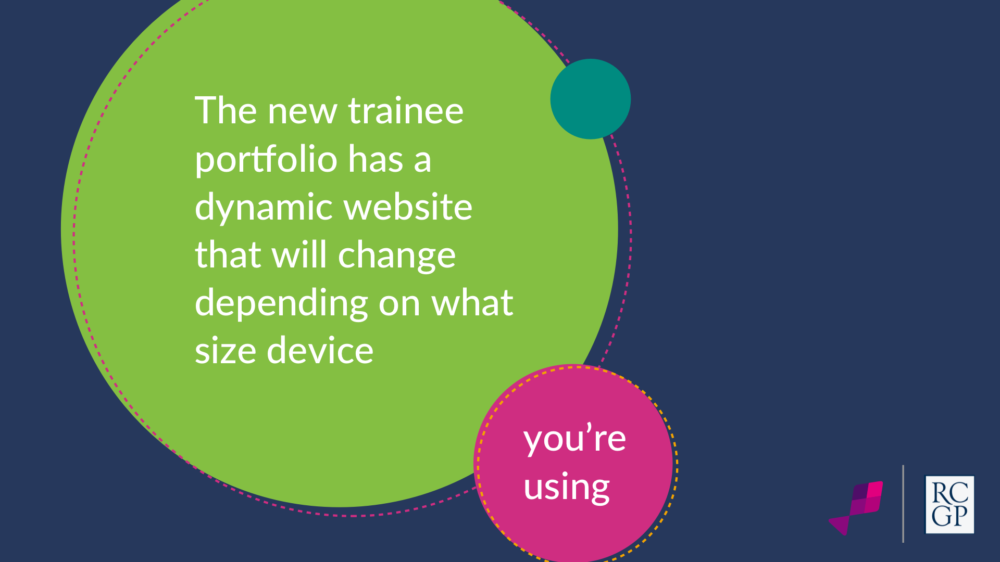 The new trainee
portfolio has a
dynamic website
that will change
depending on what
size device
you’re
using
RC
GP